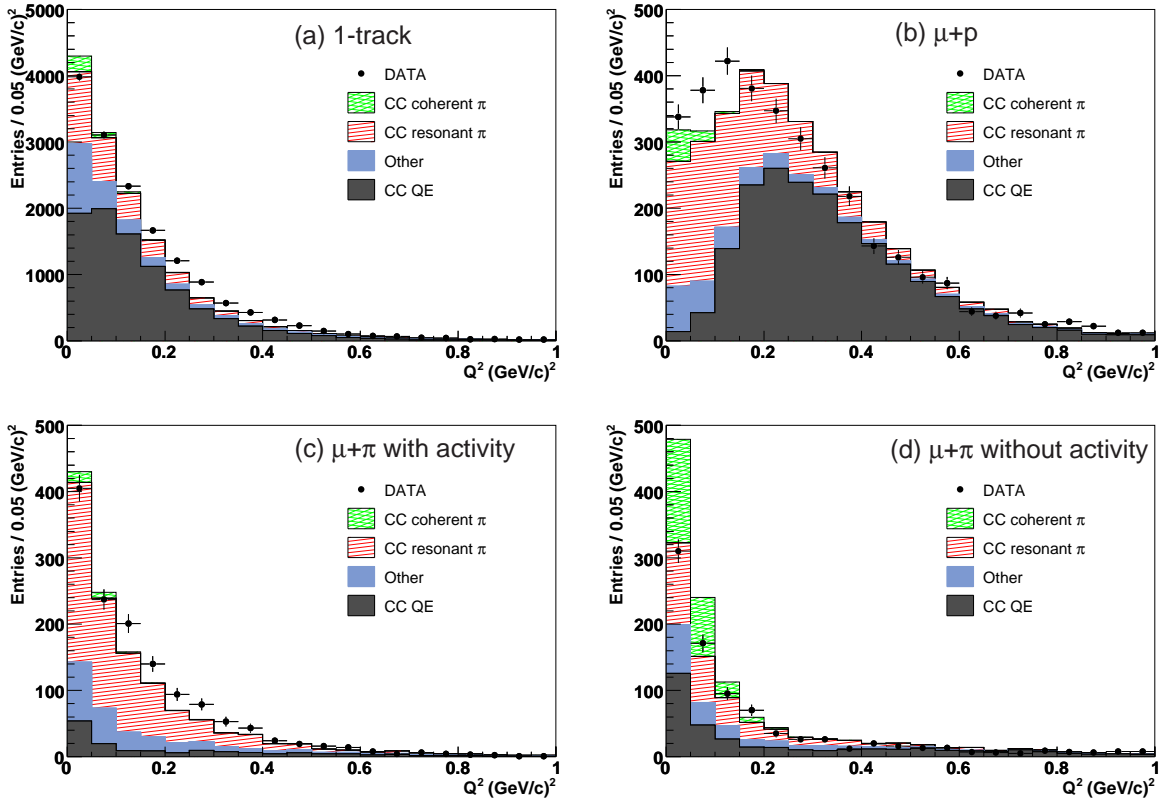 (a) 1-track
Entries / 0.05 (GeV/c)²
5000
4000
3000
2000
1000
0
DATA
CC coherent π
CC resonant π
Other
CC QE
0 0.2 0.4 0.6 0.8 1
Q² (GeV/c)²
(b) μ+p
Entries / 0.05 (GeV/c)²
500
400
300
200
100
0
DATA
CC coherent π
CC resonant π
Other
CC QE
0 0.2 0.4 0.6 0.8 1
Q² (GeV/c)²
(c) μ+π with activity
Entries / 0.05 (GeV/c)²
500
400
300
200
100
0
DATA
CC coherent π
CC resonant π
Other
CC QE
0 0.2 0.4 0.6 0.8 1
Q² (GeV/c)²
(d) μ+π without activity
Entries / 0.05 (GeV/c)²
500
400
300
200
100
0
DATA
CC coherent π
CC resonant π
Other
CC QE
0 0.2 0.4 0.6 0.8 1
Q² (GeV/c)²